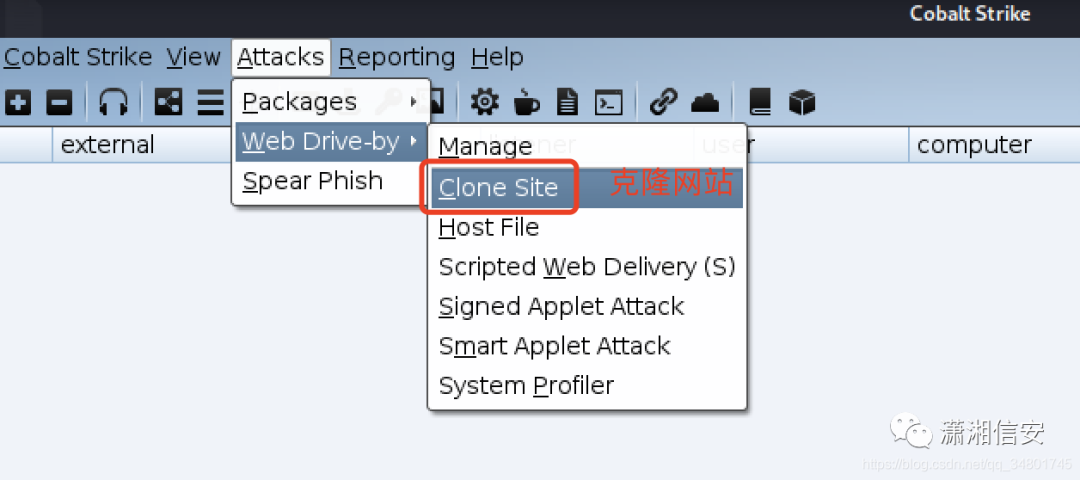 Cobalt Strike
Cobalt Strike View Attacks Reporting Help
Packages
external computer
Web Drive-by
Manage
Clone Site 克隆网站
Spear Phish
Host File
Scripted Web Delivery (S)
Signed Applet Attack
Smart Applet Attack
System Profiler
潇湘信安
https://blog.csdn.net/qq_34801745